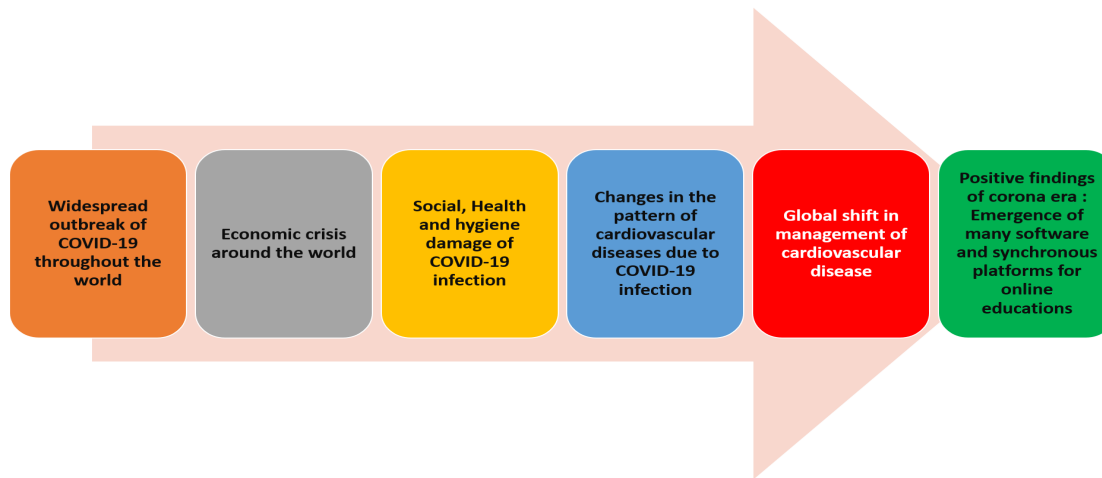 Widespread
outbreak of
COVID-19
throughout the
world
Economic crisis
around the world
Social, Health
and hygiene
damage of
COVID-19
infection
Changes in the
pattern of
cardiovascular
diseases due to
COVID-19
infection
Global shift in
management of
cardiovascular
disease
Positive findings
of corona era :
Emergence of
many software
and synchronous
platforms for
online
educations